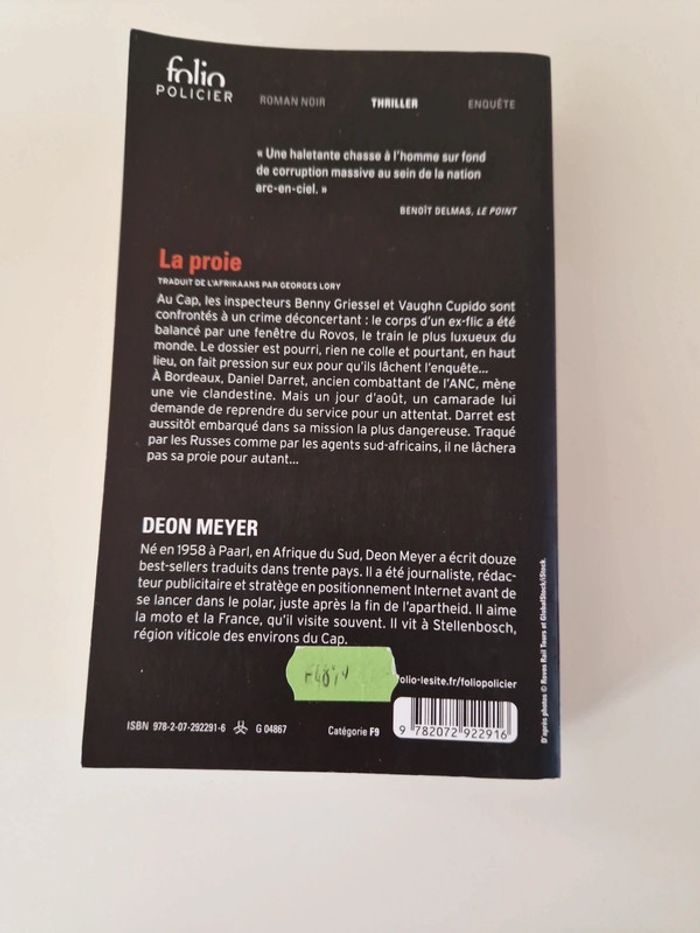 folio
POLICIER
ROMAN NOIR THRILLER ENQUÊTE
« Une haletante chasse à l'homme sur fond
de corruption massive au sein de la nation
arc-en-ciel. »
BENOÎT DELMAS, LE POINT
La proie
TRADUIT DE L'AFRIKAANS PAR GEORGES LORY
Au Cap, les inspecteurs Benny Griessel et Vaughn Cupido sont
confrontés à un crime déconcertant : le corps d'un ex-flic a été
balancé par une fenêtre du Rovos, le train le plus luxueux du
monde. Le dossier est pourri, rien ne colle et pourtant, en haut
lieu, on fait pression sur eux pour qu'ils lâchent l'enquête...
À Bordeaux, Daniel Darret, ancien combattant de l'ANC, mène
une vie clandestine. Mais un jour d'août, un camarade lui
demande de reprendre du service pour un attentat. Darret est
aussitôt embarqué dans sa mission la plus dangereuse. Traqué
par les Russes comme par les agents sud-africains, il ne lâchera
pas sa proie pour autant...
DEON MEYER
Né en 1958 à Paarl, en Afrique du Sud, Deon Meyer a écrit douze
best-sellers traduits dans trente pays. Il a été journaliste, rédac-
teur publicitaire et stratège en positionnement Internet avant de
se lancer dans le polar, juste après la fin de l'apartheid. Il aime
la moto et la France, qu'il visite souvent. Il vit à Stellenbosch,
région viticole des environs du Cap.
folio-lesite.fr/foliopolicier
ISBN 978-2-07-292291-6 G 04867 Catégorie F9
9 782072 922916
D'après photos © Rovos Rail Tours et GlobalStock/iStock.